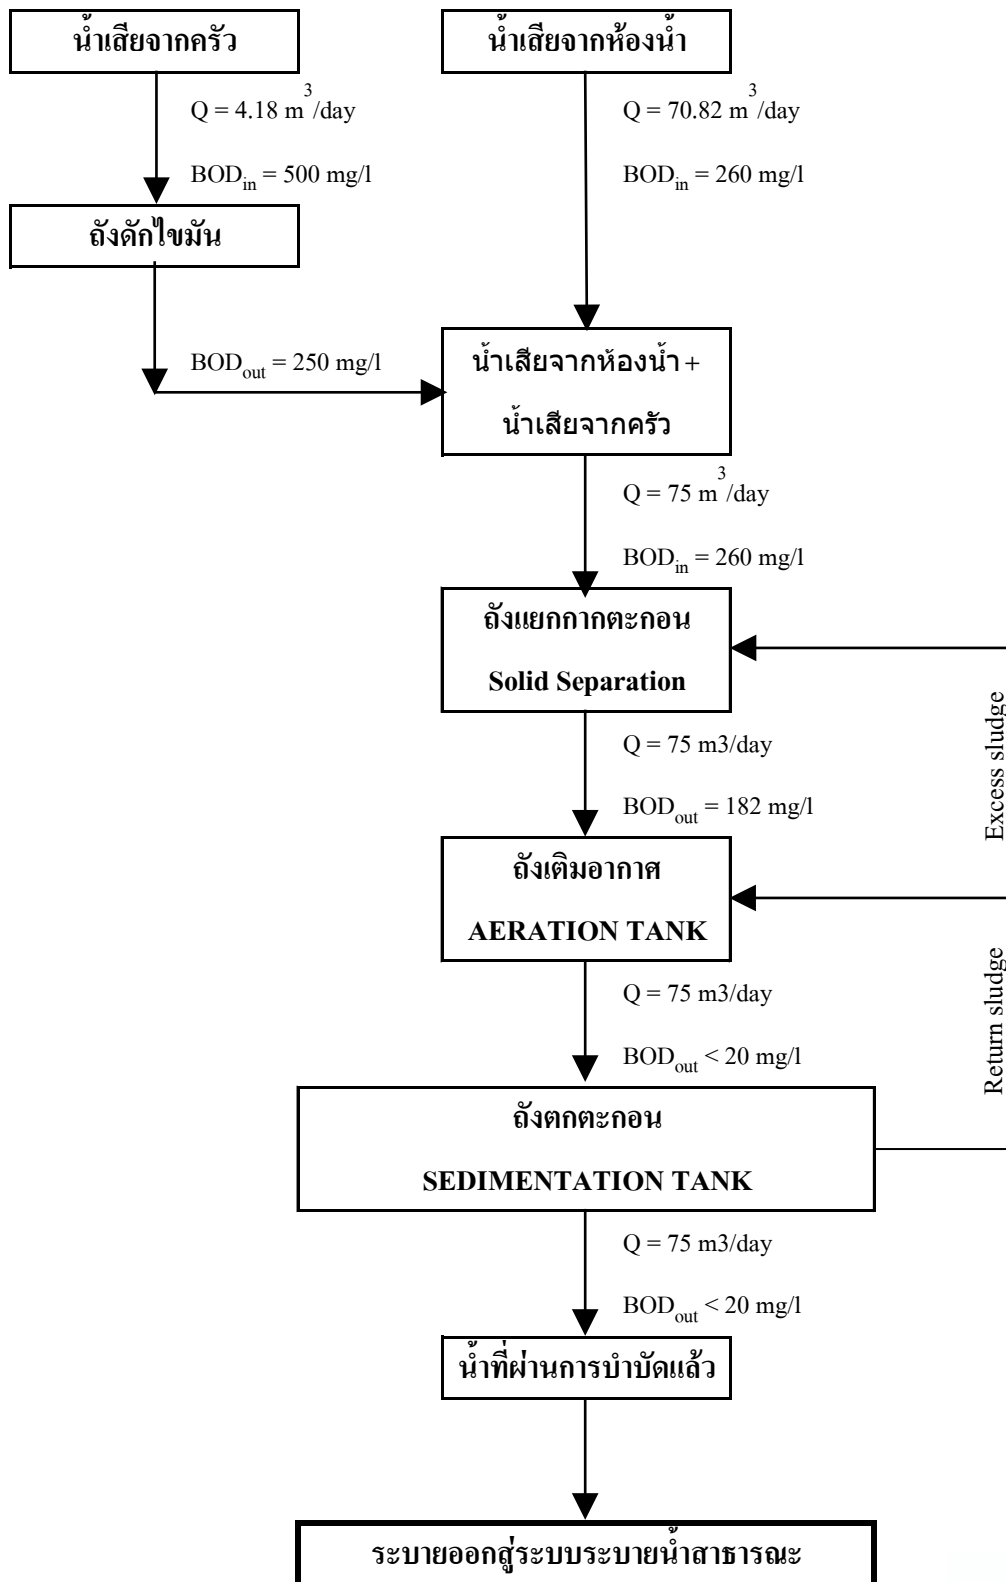 น้ำเสียจากครัว
น้ำเสียจากห้องน้ำ
Q = 4.18 m³/day
Q = 70.82 m³/day
BOD_in = 500 mg/l
BOD_in = 260 mg/l
ถังดักไขมัน
BOD_out = 250 mg/l
น้ำเสียจากห้องน้ำ +
น้ำเสียจากครัว
Q = 75 m³/day
BOD_in = 260 mg/l
ถังแยกกากตะกอน
Solid Separation
Q = 75 m3/day
BOD_out = 182 mg/l
Excess sludge
ถังเติมอากาศ
AERATION TANK
Q = 75 m3/day
BOD_out < 20 mg/l
Return sludge
ถังตกตะกอน
SEDIMENTATION TANK
Q = 75 m3/day
BOD_out < 20 mg/l
น้ำที่ผ่านการบำบัดแล้ว
ระบายออกสู่ระบบระบายน้ำสาธารณะ